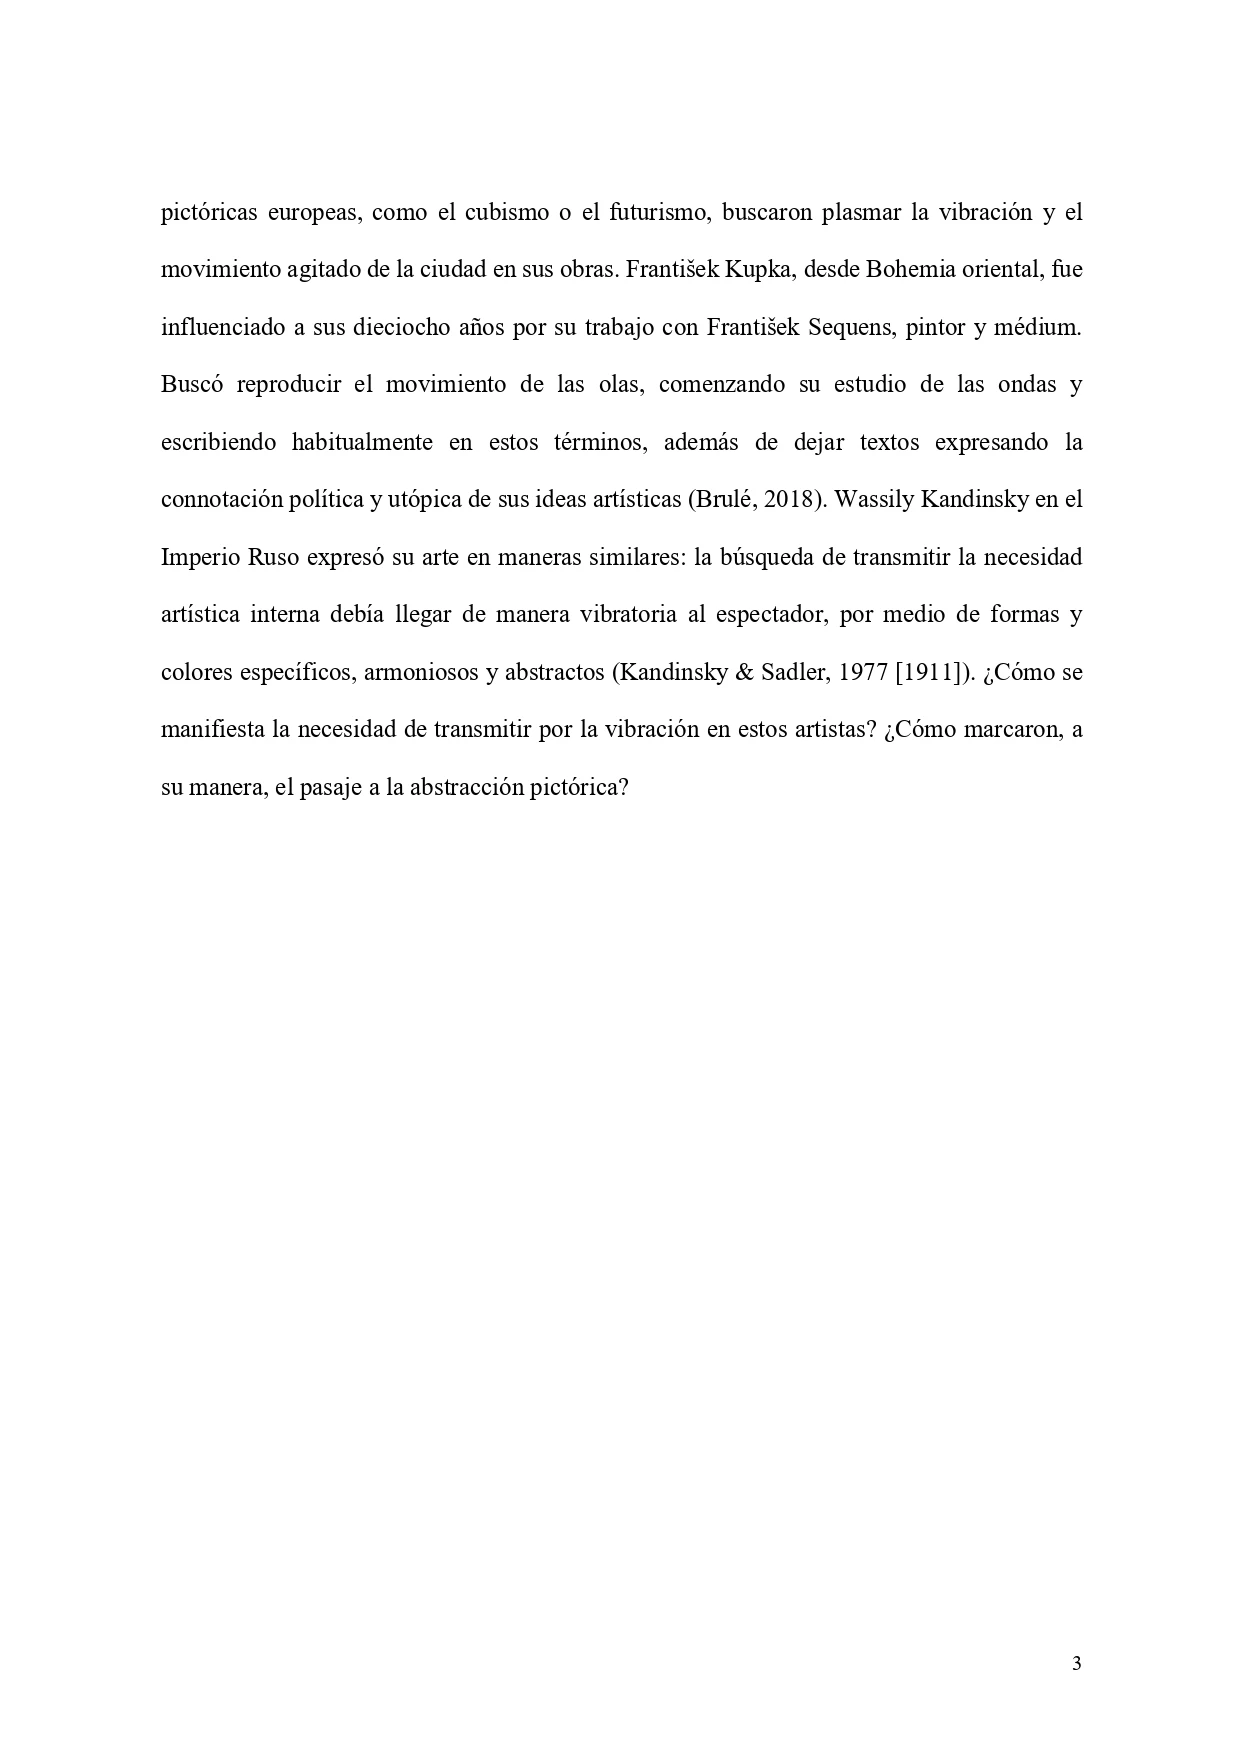 pictóricas europeas, como el cubismo o el futurismo, buscaron plasmar la vibración y el
movimiento agitado de la ciudad en sus obras. František Kupka, desde Bohemia oriental, fue
influenciado a sus dieciocho años por su trabajo con František Sequens, pintor y médium.
Buscó reproducir el movimiento de las olas, comenzando su estudio de las ondas y
escribiendo habitualmente en estos términos, además de dejar textos expresando la
connotación política y utópica de sus ideas artísticas (Brulé, 2018). Wassily Kandinsky en el
Imperio Ruso expresó su arte en maneras similares: la búsqueda de transmitir la necesidad
artística interna debía llegar de manera vibratoria al espectador, por medio de formas y
colores específicos, armoniosos y abstractos (Kandinsky & Sadler, 1977 [1911]). ¿Cómo se
manifiesta la necesidad de transmitir por la vibración en estos artistas? ¿Cómo marcaron, a
su manera, el pasaje a la abstracción pictórica?
3